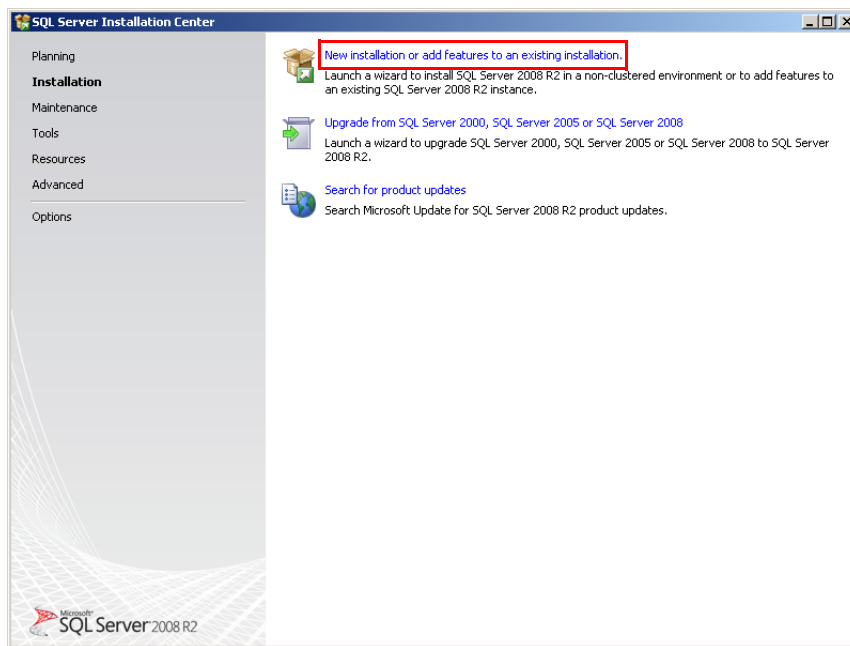 SQL Server Installation Center
Planning
Installation
Maintenance
Tools
Resources
Advanced
Options
New installation or add features to an existing installation.
Launch a wizard to install SQL Server 2008 R2 in a non-clustered environment or to add features to
an existing SQL Server 2008 R2 instance.
Upgrade from SQL Server 2000, SQL Server 2005 or SQL Server 2008
Launch a wizard to upgrade SQL Server 2000, SQL Server 2005 or SQL Server 2008 to SQL Server
2008 R2.
Search for product updates
Search Microsoft Update for SQL Server 2008 R2 product updates.
Microsoft®
SQL Server 2008 R2